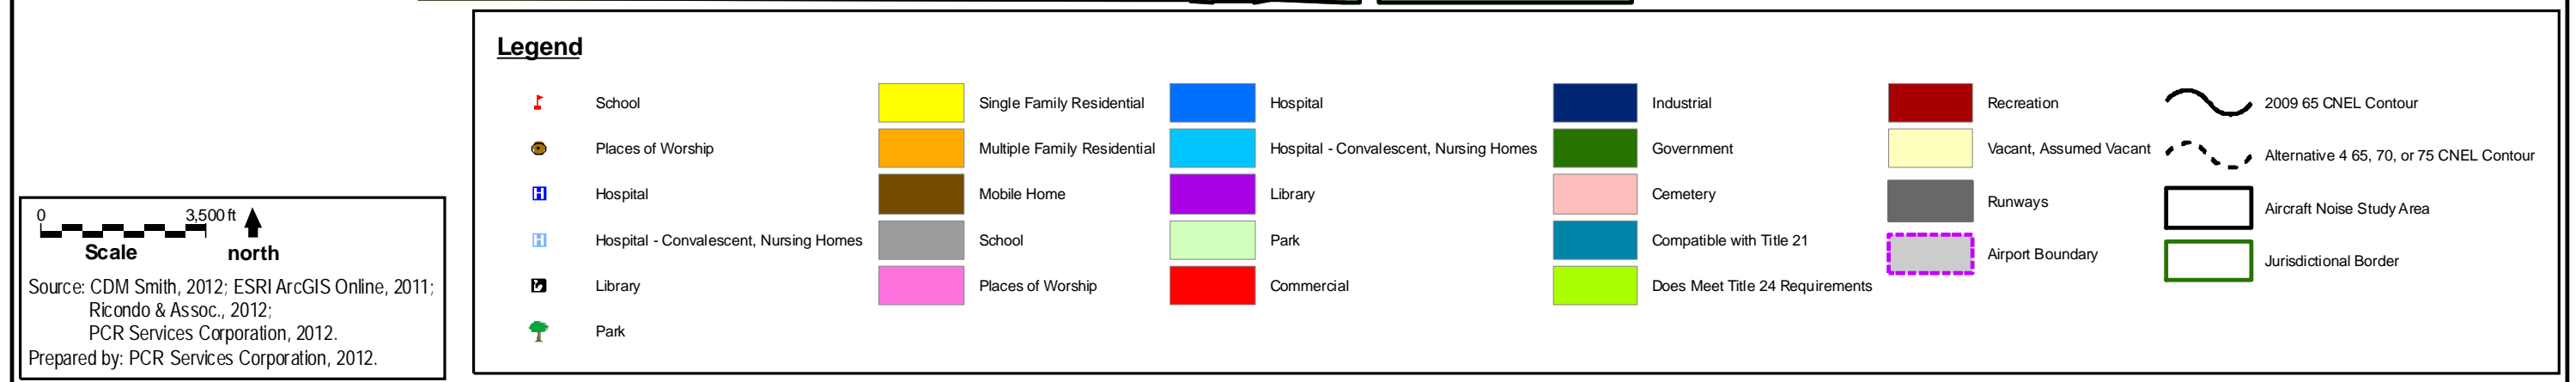 Legend
School
Places of Worship
Hospital
Hospital - Convalescent, Nursing Homes
Library
Park
Single Family Residential
Multiple Family Residential
Mobile Home
School
Places of Worship
Hospital
Hospital - Convalescent, Nursing Homes
Library
Park
Commercial
Industrial
Government
Cemetery
Compatible with Title 21
Does Meet Title 24 Requirements
Recreation
Vacant, Assumed Vacant
Runways
Airport Boundary
2009 65 CNEL Contour
Alternative 4 65, 70, or 75 CNEL Contour
Aircraft Noise Study Area
Jurisdictional Border
0 3,500 ft
Scale north
Source: CDM Smith, 2012; ESRI ArcGIS Online, 2011;
Ricondo & Assoc., 2012;
PCR Services Corporation, 2012.
Prepared by: PCR Services Corporation, 2012.